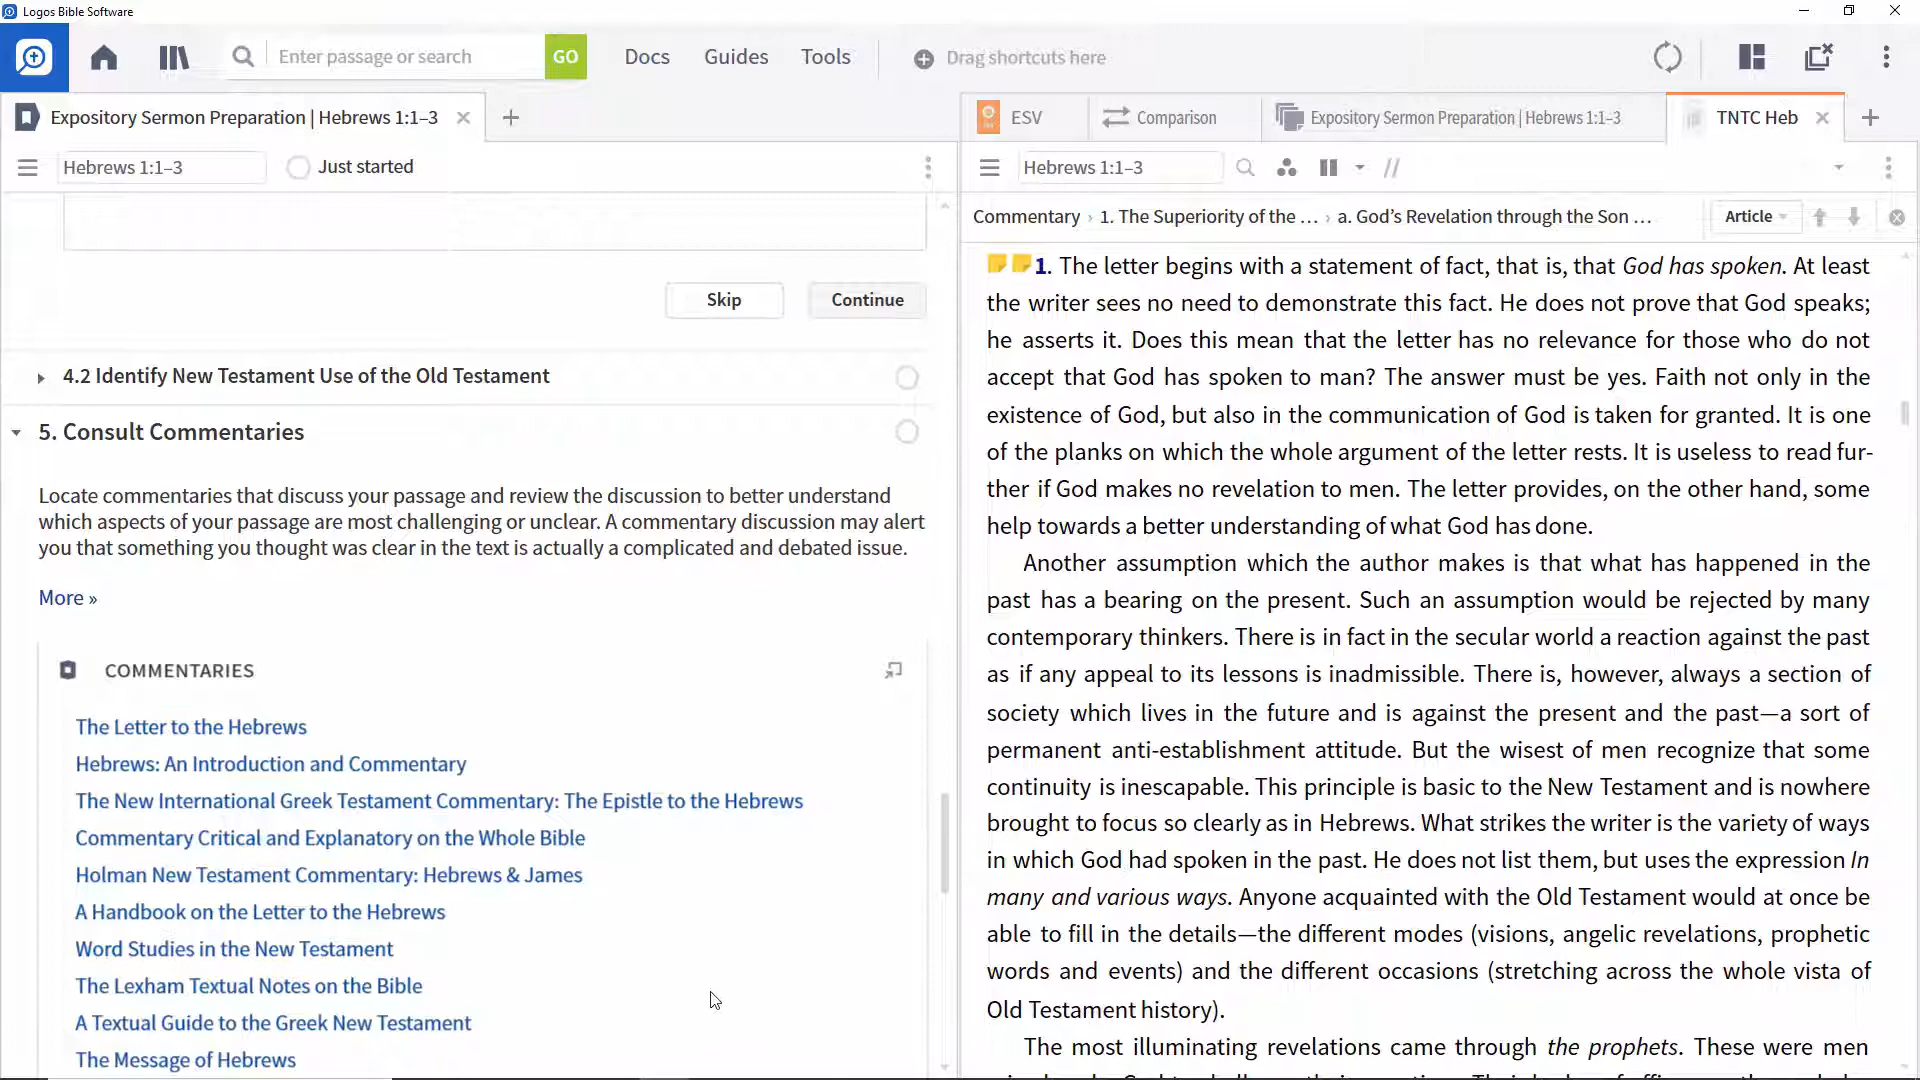 Logos Bible Software
Enter passage or search
GO
Docs
Guides
Tools
Drag shortcuts here
Expository Sermon Preparation | Hebrews 1:1–3
Hebrews 1:1–3
Just started
Skip
Continue
4.2 Identify New Testament Use of the Old Testament
5. Consult Commentaries
Locate commentaries that discuss your passage and review the discussion to better understand
which aspects of your passage are most challenging or unclear. A commentary discussion may alert
you that something you thought was clear in the text is actually a complicated and debated issue.
More »
COMMENTARIES
The Letter to the Hebrews
Hebrews: An Introduction and Commentary
The New International Greek Testament Commentary: The Epistle to the Hebrews
Commentary Critical and Explanatory on the Whole Bible
Holman New Testament Commentary: Hebrews & James
A Handbook on the Letter to the Hebrews
Word Studies in the New Testament
The Lexham Textual Notes on the Bible
A Textual Guide to the Greek New Testament
The Message of Hebrews
ESV
Comparison
Expository Sermon Preparation | Hebrews 1:1–3
TNTC Heb
Hebrews 1:1–3
Commentary › 1. The Superiority of the ... › a. God's Revelation through the Son ...
Article
1. The letter begins with a statement of fact, that is, that God has spoken. At least
the writer sees no need to demonstrate this fact. He does not prove that God speaks;
he asserts it. Does this mean that the letter has no relevance for those who do not
accept that God has spoken to man? The answer must be yes. Faith not only in the
existence of God, but also in the communication of God is taken for granted. It is one
of the planks on which the whole argument of the letter rests. It is useless to read fur-
ther if God makes no revelation to men. The letter provides, on the other hand, some
help towards a better understanding of what God has done.
Another assumption which the author makes is that what has happened in the
past has a bearing on the present. Such an assumption would be rejected by many
contemporary thinkers. There is in fact in the secular world a reaction against the past
as if any appeal to its lessons is inadmissible. There is, however, always a section of
society which lives in the future and is against the present and the past—a sort of
permanent anti-establishment attitude. But the wisest of men recognize that some
continuity is inescapable. This principle is basic to the New Testament and is nowhere
brought to focus so clearly as in Hebrews. What strikes the writer is the variety of ways
in which God had spoken in the past. He does not list them, but uses the expression In
many and various ways. Anyone acquainted with the Old Testament would at once be
able to fill in the details—the different modes (visions, angelic revelations, prophetic
words and events) and the different occasions (stretching across the whole vista of
Old Testament history).
The most illuminating revelations came through the prophets. These were men